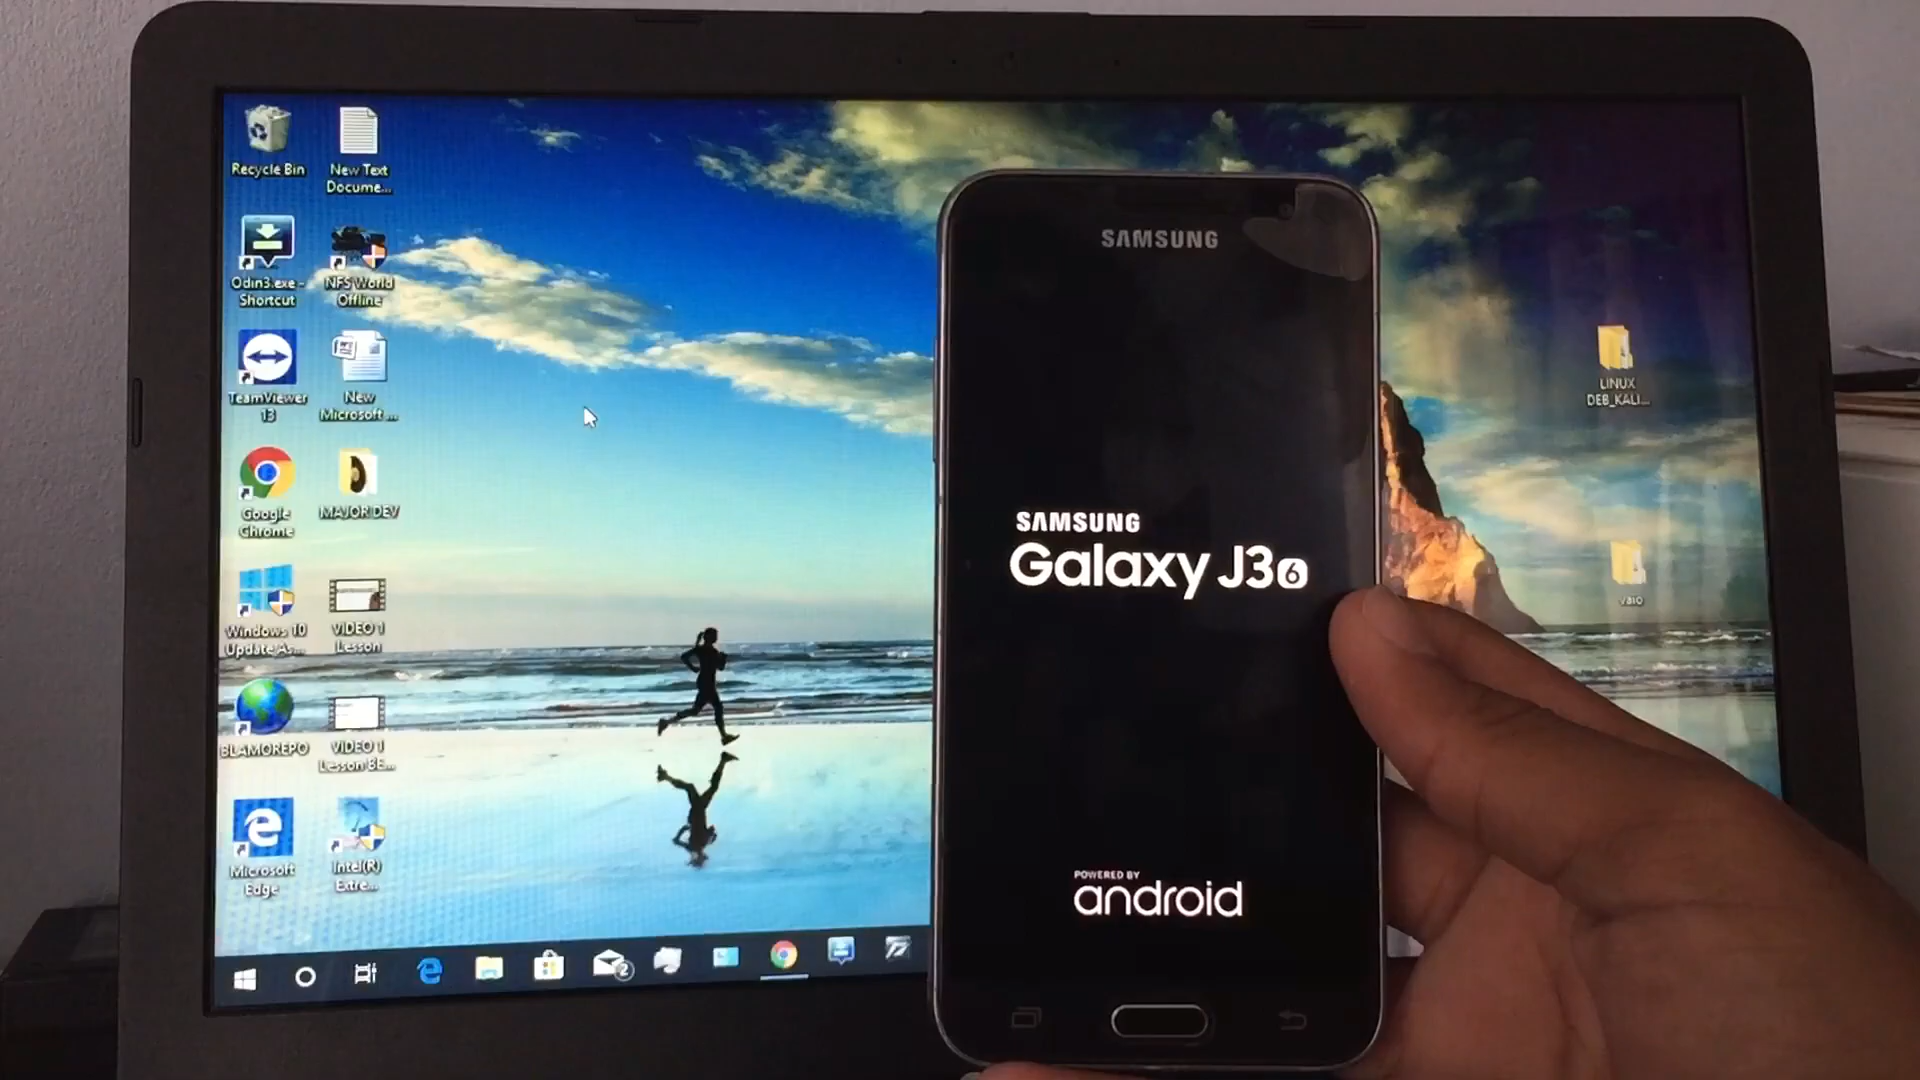 Recycle Bin
New Text
Docume...
Odin3.exe -
Shortcut
NFS World
Offline
TeamViewer
13
New
Microsoft ...
Google
Chrome
MAJOR DEV
Windows 10
Update As...
VIDEO 1
Lesson
BLAMOREPO
VIDEO 1
Lesson BE...
Microsoft
Edge
Intel(R)
Extre...
2
SAMSUNG
SAMSUNG
Galaxy J36
POWERED BY
android
LINUX
DEB_KALI...
vaio